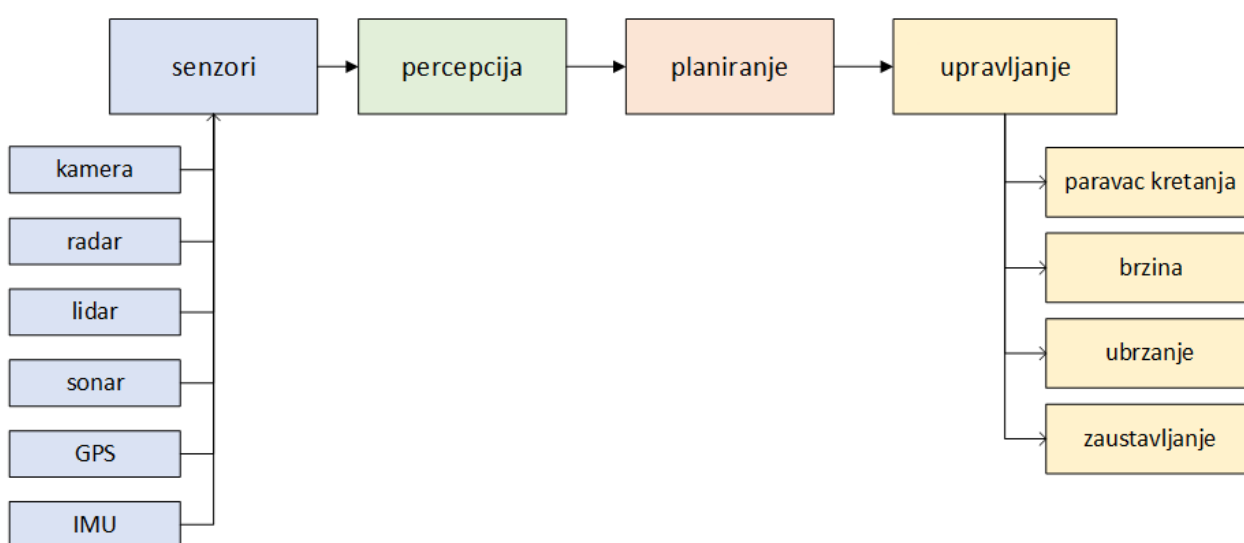 senzori
percepcija
planiranje
upravljanje
kamera
radar
lidar
sonar
GPS
IMU
paravac kretanja
brzina
ubrzanje
zaustavljanje